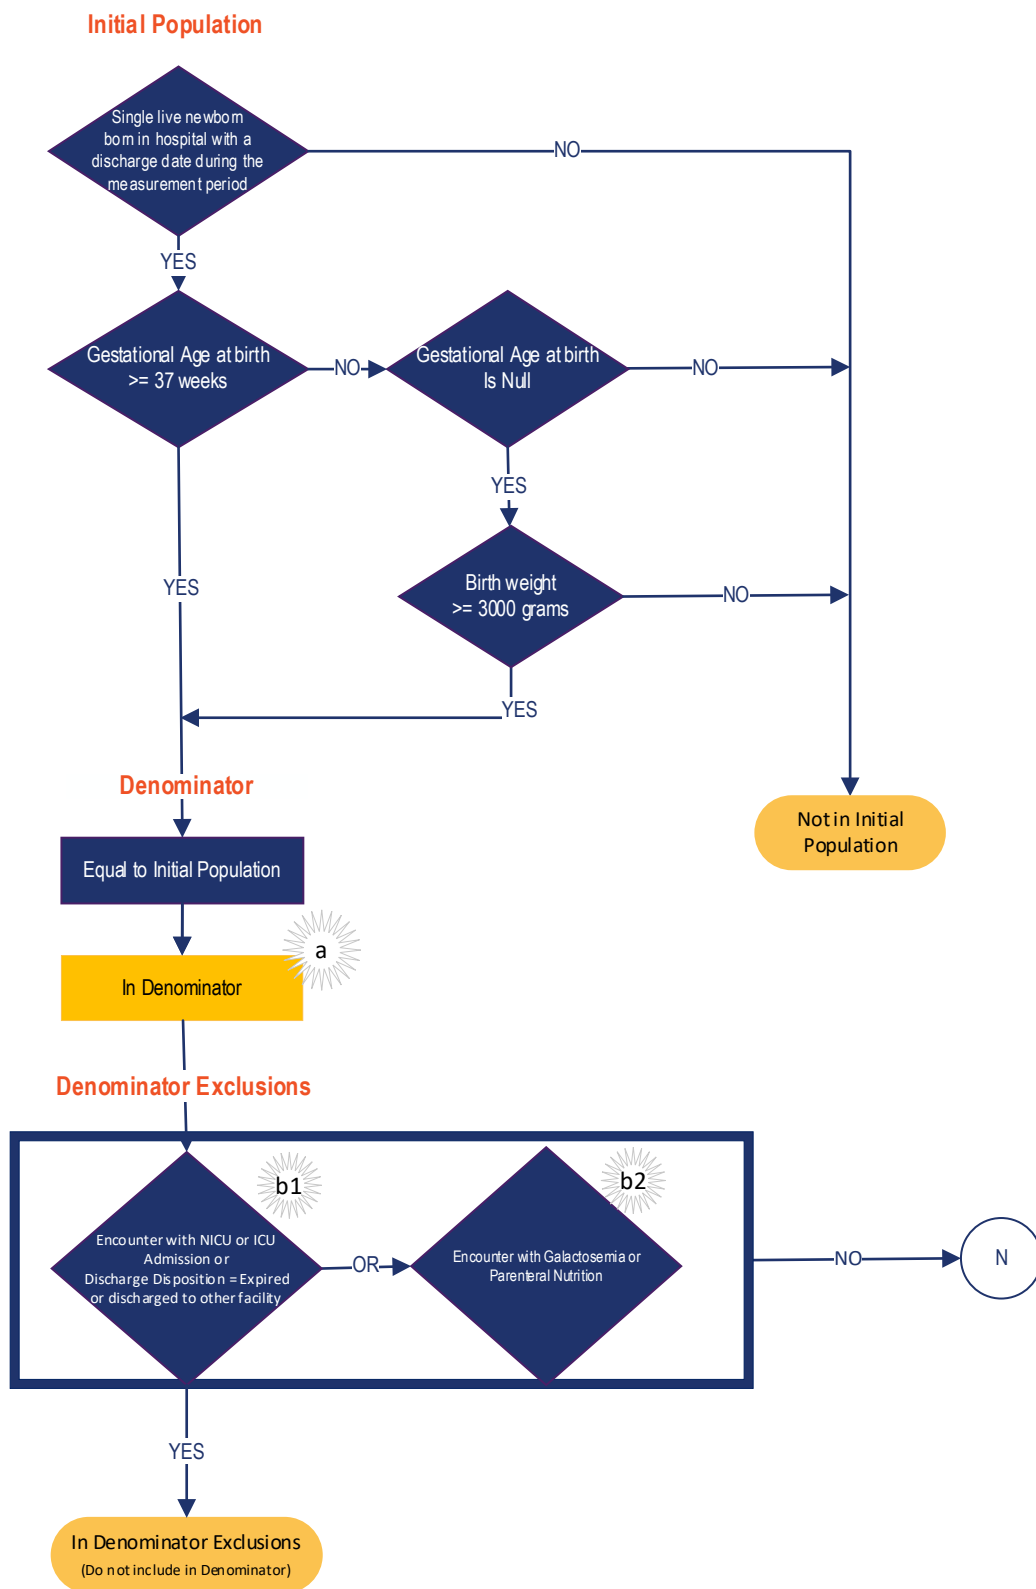 Initial Population
Single live newborn
born in hospital with a
discharge date during the
measurement period
NO
YES
Gestational Age at birth
>= 37 weeks
NO
Gestational Age at birth
Is Null
NO
YES
YES
Birth weight
>= 3000 grams
NO
YES
Denominator
Not in Initial
Population
Equal to Initial Population
a
In Denominator
Denominator Exclusions
b1
b2
Encounter with NICU or ICU
Admission or
Discharge Disposition = Expired
or discharged to other facility
OR
Encounter with Galactosemia or
Parenteral Nutrition
NO
N
YES
In Denominator Exclusions
(Do not include in Denominator)